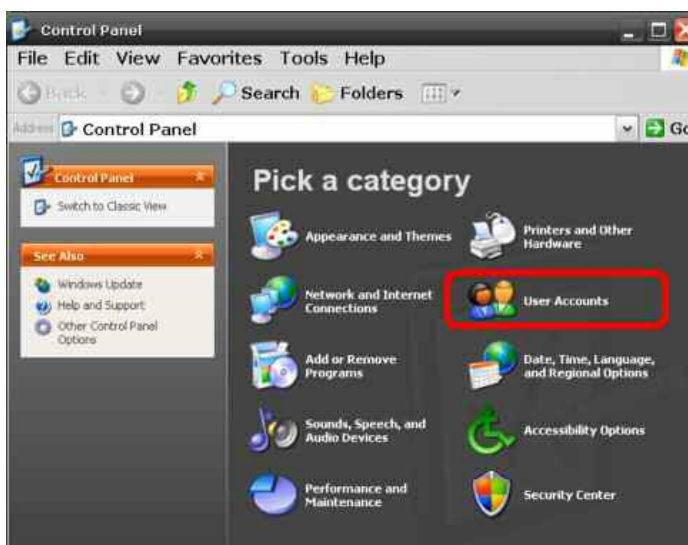 Control Panel
File Edit View Favorites Tools Help
Back Search Folders
Address Control Panel Go
Control Panel
Switch to Classic View
See Also
Windows Update
Help and Support
Other Control Panel
Options
Pick a category
Appearance and Themes
Printers and Other
Hardware
Network and Internet
Connections
User Accounts
Add or Remove
Programs
Date, Time, Language,
and Regional Options
Sounds, Speech, and
Audio Devices
Accessibility Options
Performance and
Maintenance
Security Center